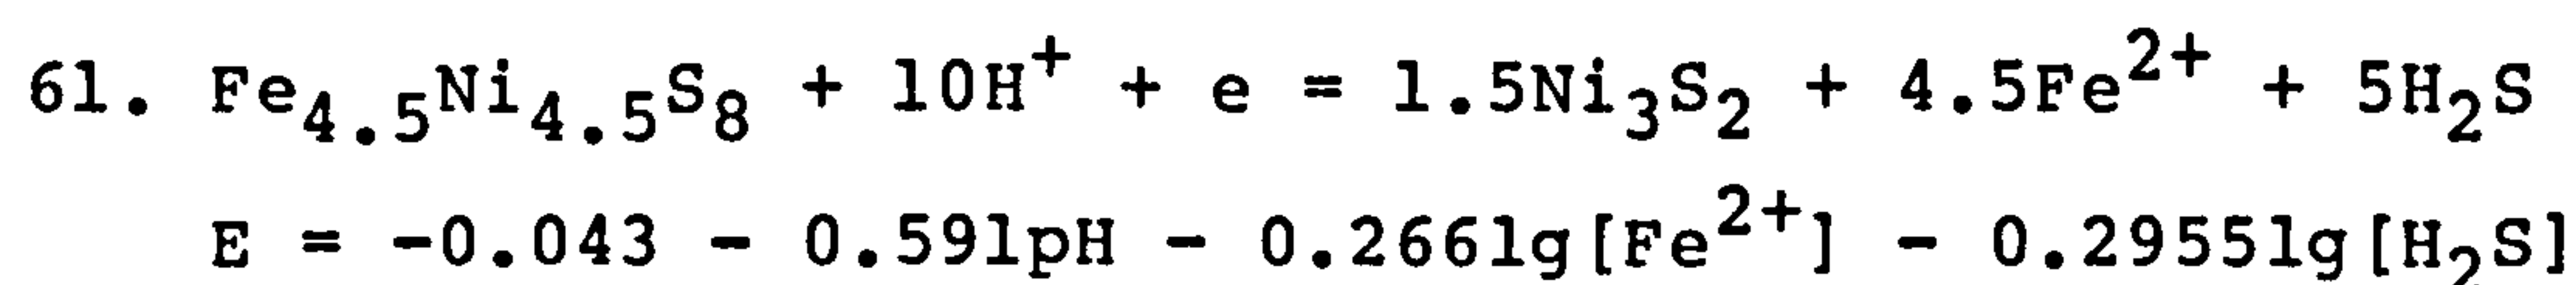 61. Fe₄.₅Ni₄.₅S₈ + 10H⁺ + e = 1.5Ni₃S₂ + 4.5Fe²⁺ + 5H₂S
E = -0.043 - 0.591pH - 0.266lg[Fe²⁺] - 0.2955lg[H₂S]